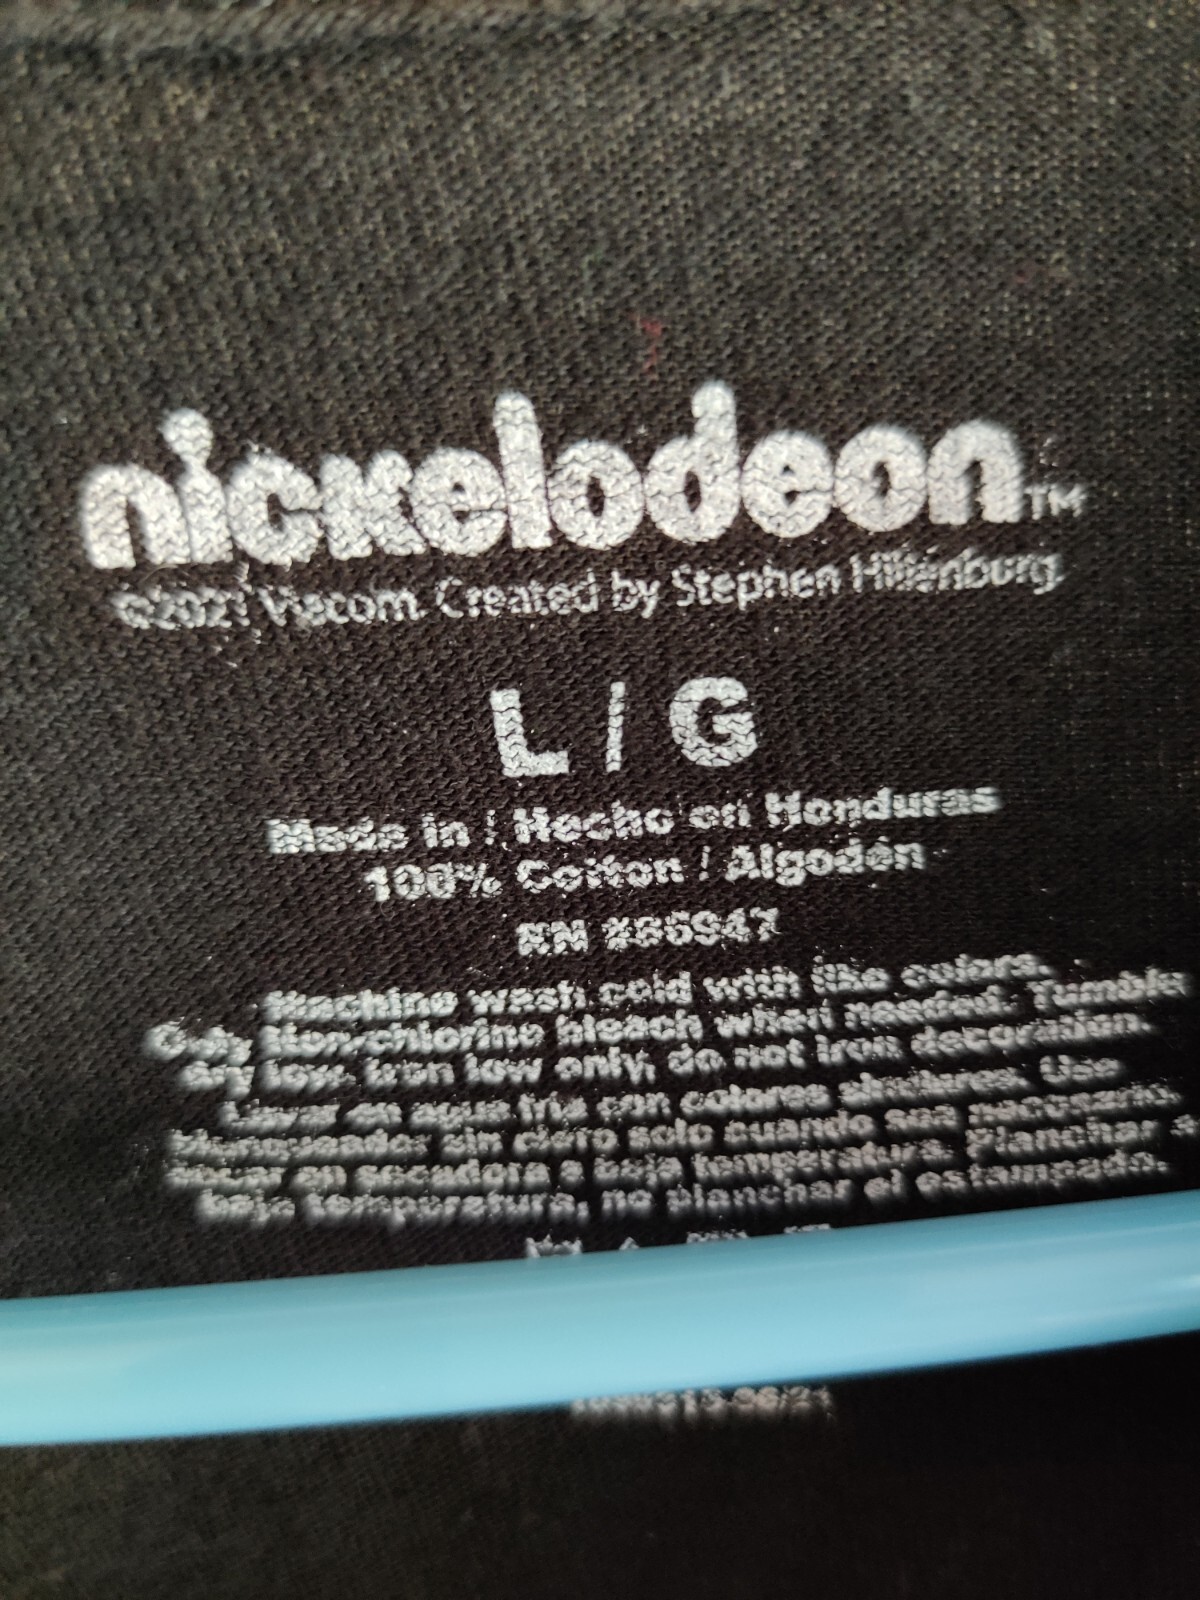 nickelodeon™
©2021 Viacom. Created by Stephen Hillenburg.
L / G
Made in / Hecho en Honduras
100% Cotton / Algodón
RN #86947
Machine wash cold with like colors.
Only Non-chlorine bleach when needed. Tumble
dry low. Iron low only, do not iron decoration.
Lavar en agua fria con colores similares. Use
blanqueador sin cloro solo cuando sea necesario.
Secar en secadora a baja temperatura. Planchar a
baja temperatura, no planchar el estampado.